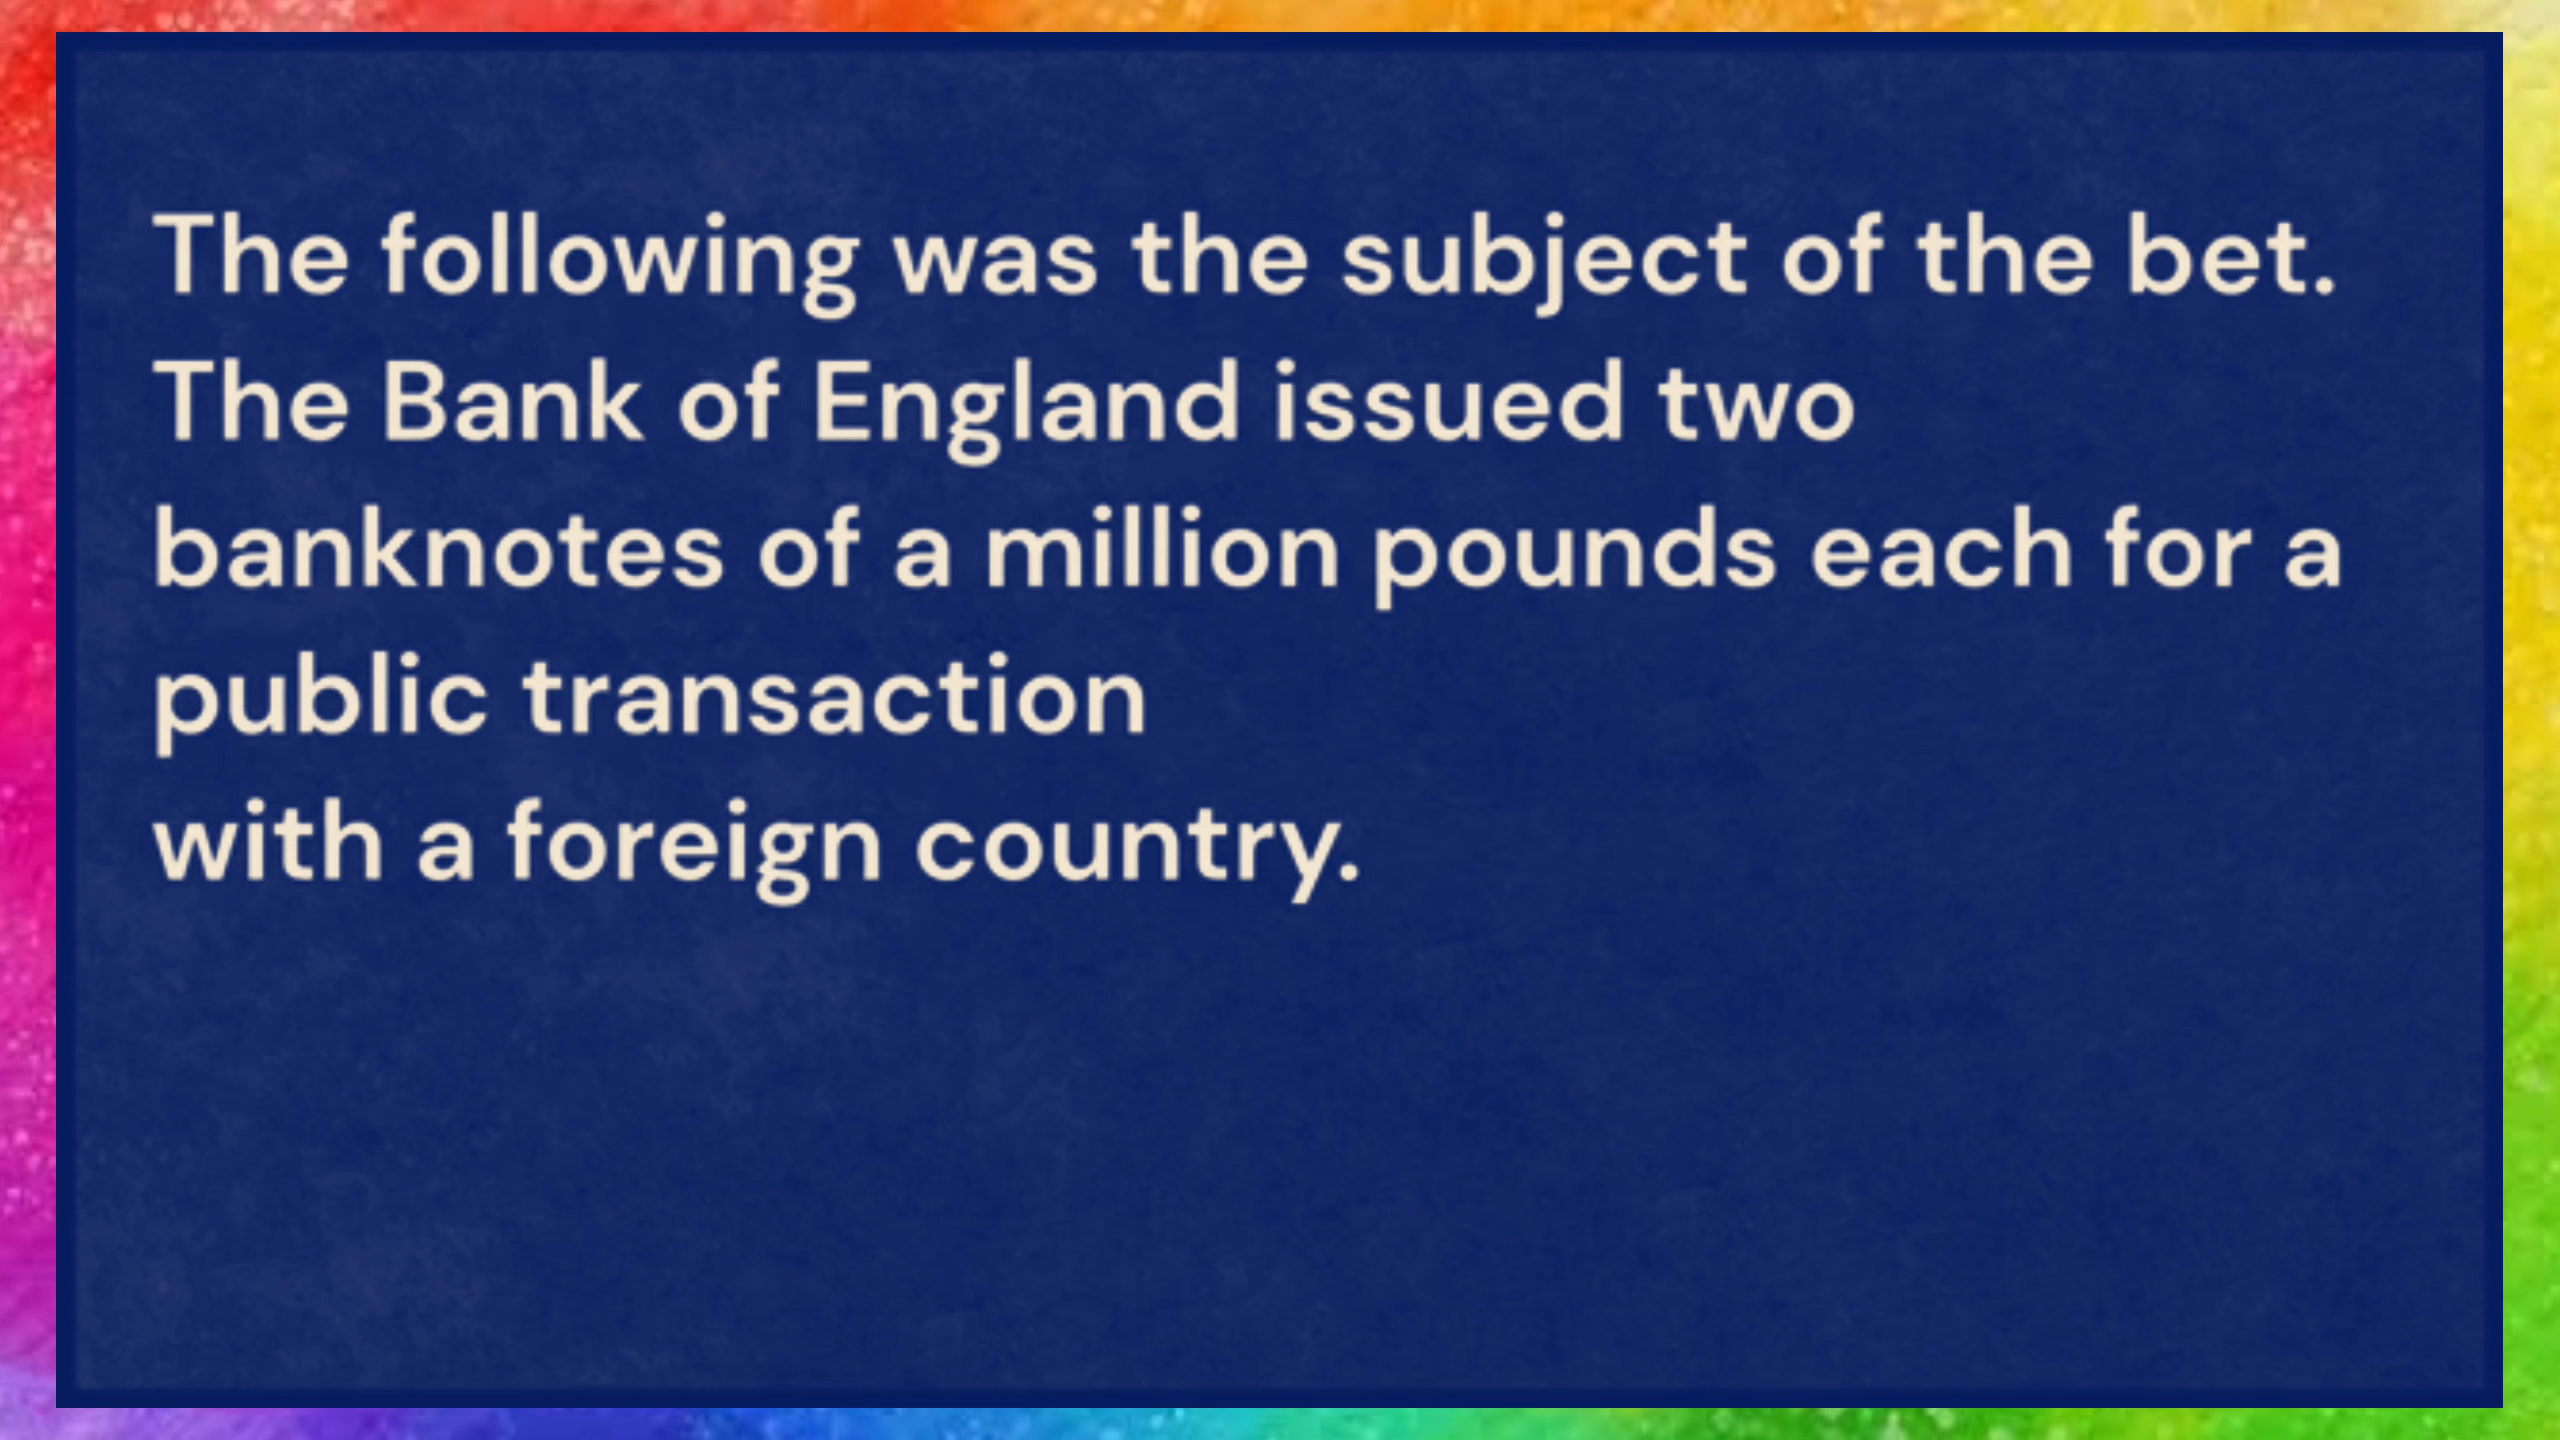 The following was the subject of the bet.
The Bank of England issued two
banknotes of a million pounds each for a
public transaction
with a foreign country.